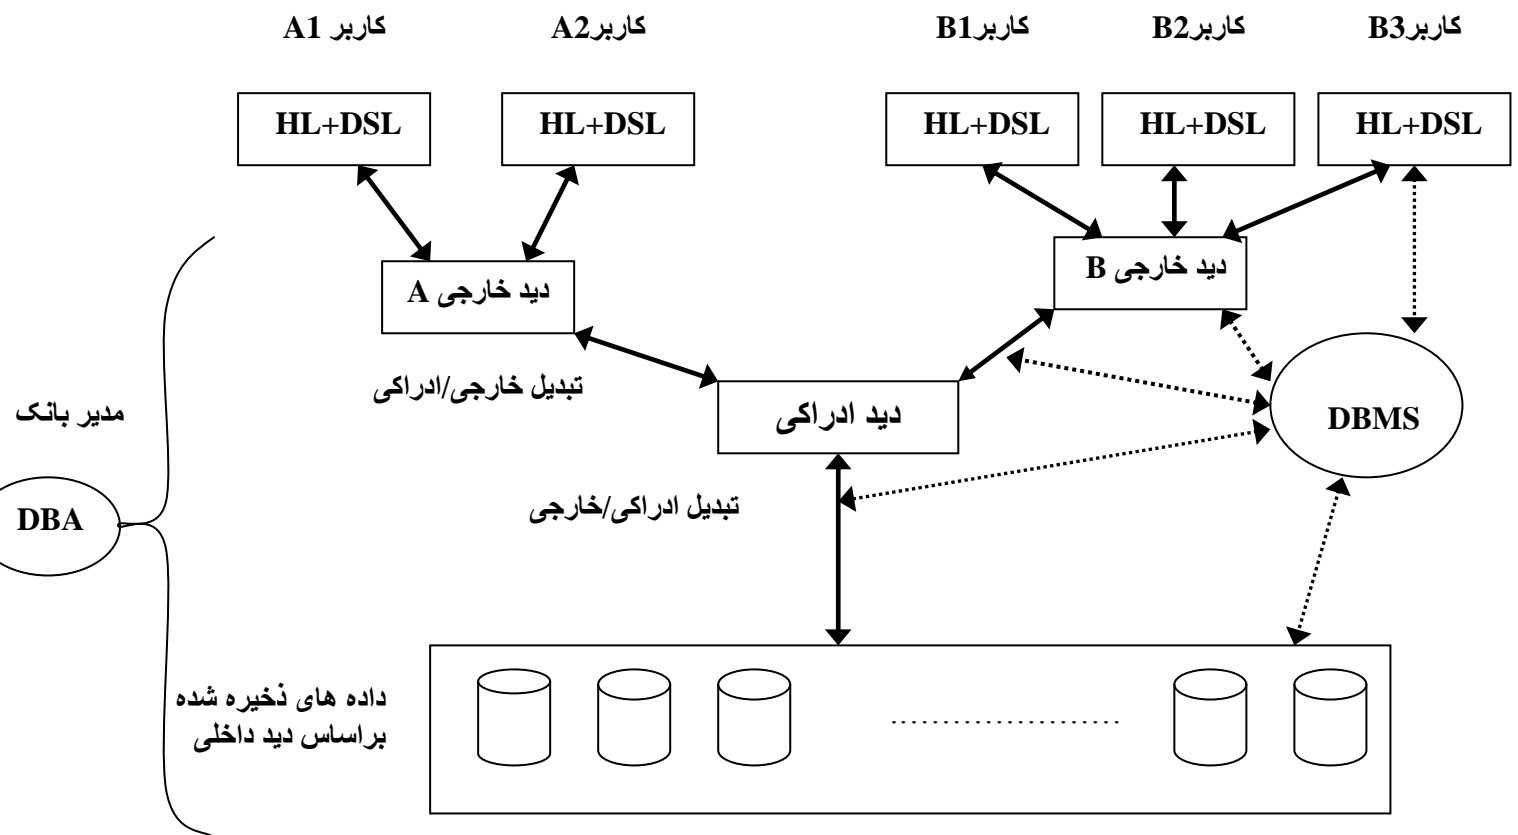 کاربر A1
کاربرA2
کاربرB1
کاربرB2
کاربرB3
HL+DSL
HL+DSL
HL+DSL
HL+DSL
HL+DSL
دید خارجی A
دید خارجی B
تبدیل خارجی/ادراکی
دید ادراکی
DBMS
مدیر بانک
DBA
تبدیل ادراکی/خارجی
داده های ذخیره شده
براساس دید داخلی
....................